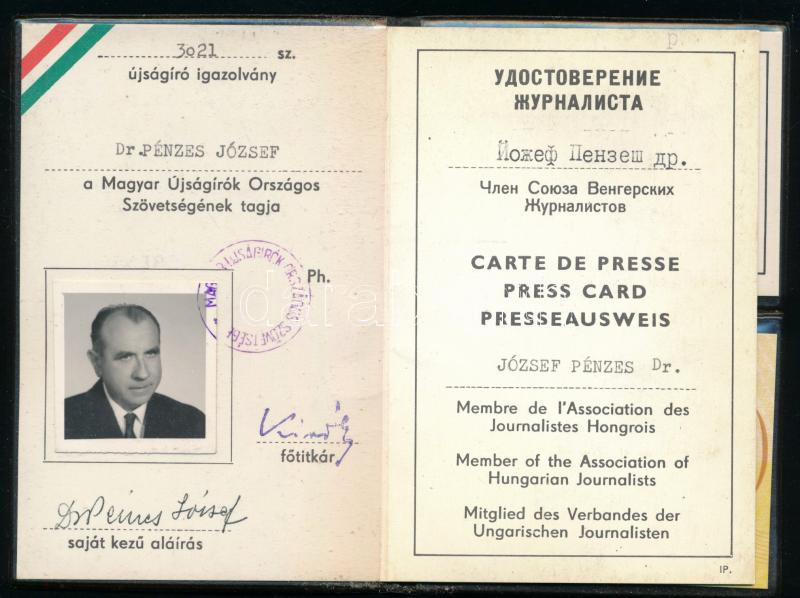 3021 sz.
újságíró igazolvány
Dr.PÉNZES JÓZSEF
a Magyar Újságírók Országos
Szövetségének tagja
Ph.
főtitkár
Dr Pénzes József
saját kezű aláírás
p.
УДОСТОВЕРЕНИЕ
ЖУРНАЛИСТА
Йожеф Пензеш др.
Член Союза Венгерских
Журналистов
CARTE DE PRESSE
PRESS CARD
PRESSEAUSWEIS
JÓZSEF PÉNZES Dr.
Membre de l'Association des
Journalistes Hongrois
Member of the Association of
Hungarian Journalists
Mitglied des Verbandes der
Ungarischen Journalisten
IP.